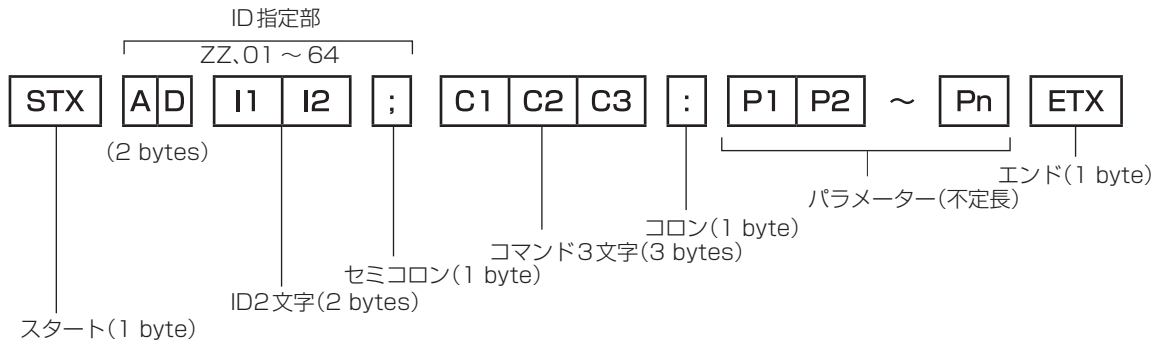 ID指定部
ZZ、01～64
STX AD I1 I2 ; C1 C2 C3 : P1 P2 ～ Pn ETX
(2 bytes)
エンド(1 byte)
パラメーター(不定長)
コロン(1 byte)
コマンド3文字(3 bytes)
セミコロン(1 byte)
ID2文字(2 bytes)
スタート(1 byte)